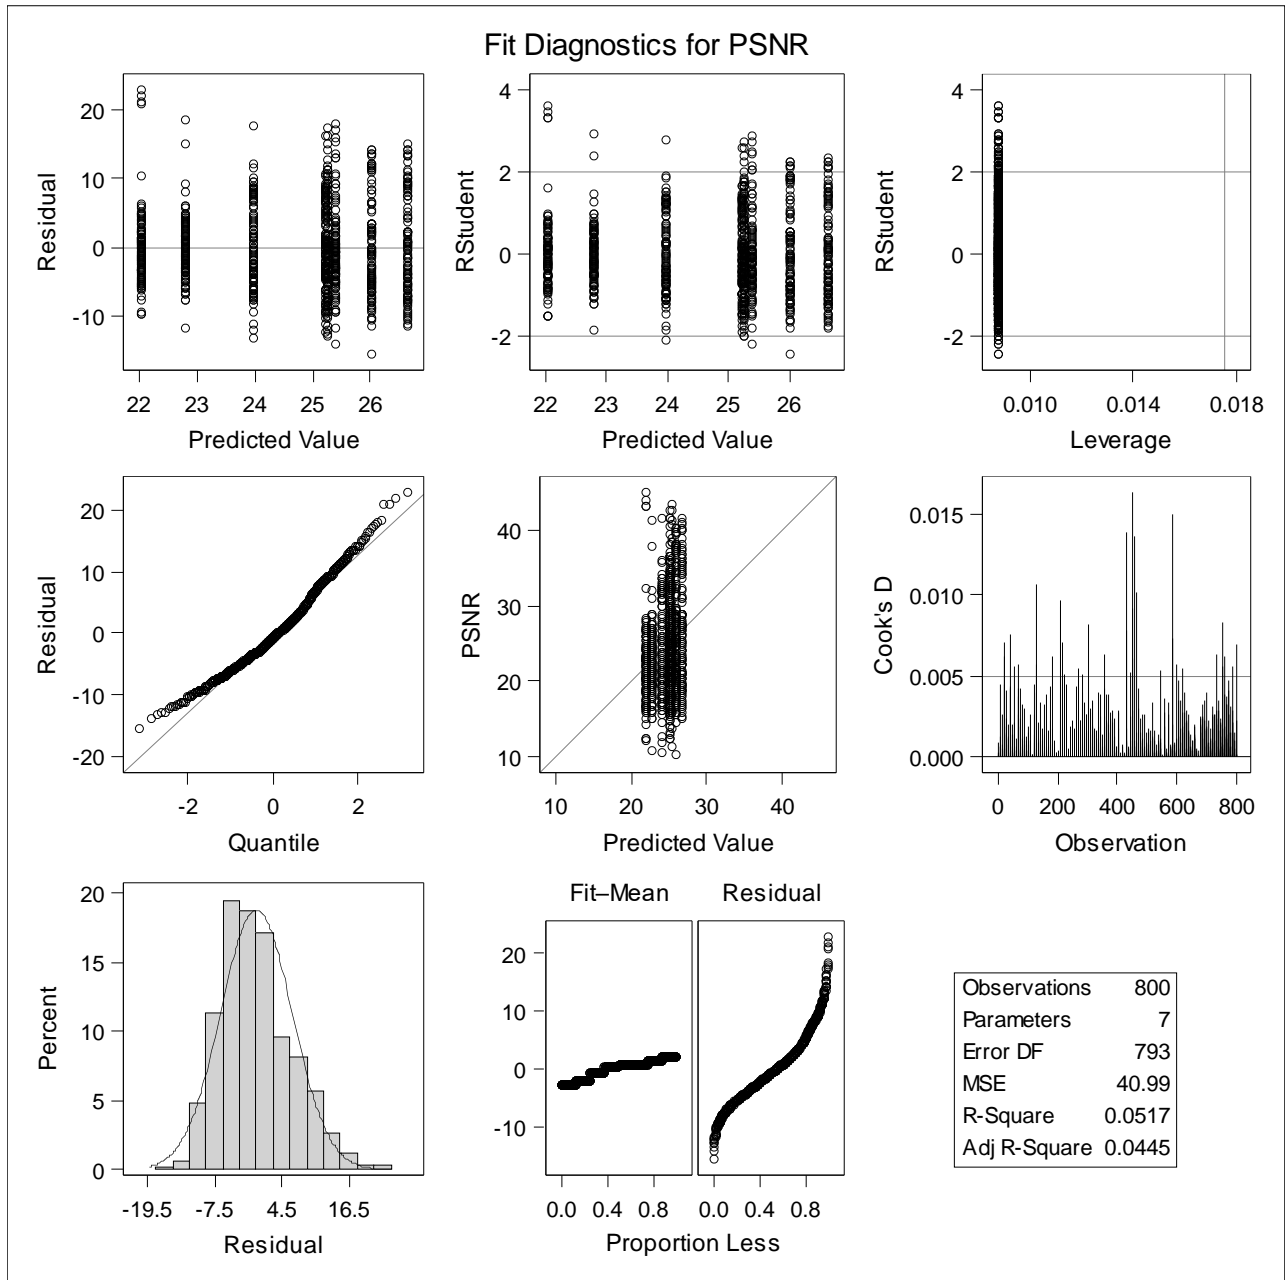 Fit Diagnostics for PSNR
20
10
0
-10
Residual
22 23 24 25 26
Predicted Value
4
2
0
-2
RStudent
22 23 24 25 26
Predicted Value
4
2
0
-2
RStudent
0.010 0.014 0.018
Leverage
20
10
0
-10
-20
Residual
-2 0 2
Quantile
40
30
20
10
PSNR
10 20 30 40
Predicted Value
0.015
0.010
0.005
0.000
Cook's D
0 200 400 600 800
Observation
20
15
10
5
0
Percent
-19.5 -7.5 4.5 16.5
Residual
Fit–Mean Residual
20
10
0
-10
0.0 0.4 0.8 0.0 0.4 0.8
Proportion Less
Observations 800
Parameters 7
Error DF 793
MSE 40.99
R-Square 0.0517
Adj R-Square 0.0445